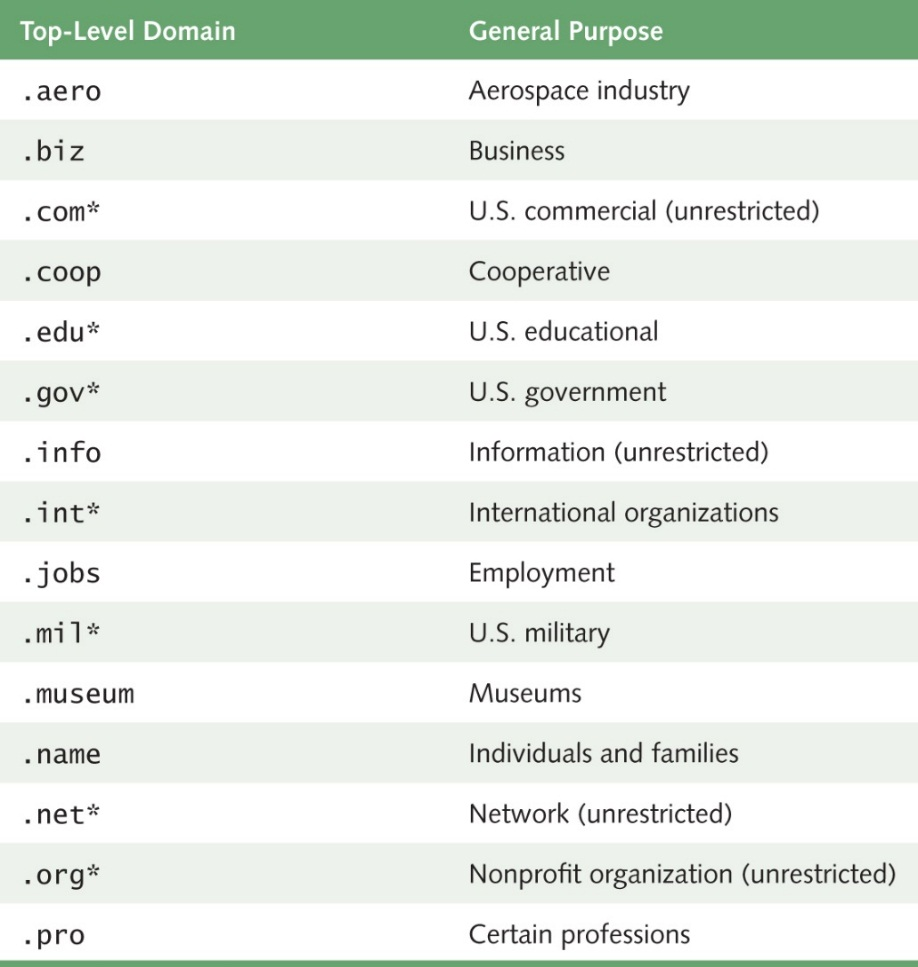 Top-Level Domain General Purpose
.aero Aerospace industry
.biz Business
.com* U.S. commercial (unrestricted)
.coop Cooperative
.edu* U.S. educational
.gov* U.S. government
.info Information (unrestricted)
.int* International organizations
.jobs Employment
.mil* U.S. military
.museum Museums
.name Individuals and families
.net* Network (unrestricted)
.org* Nonprofit organization (unrestricted)
.pro Certain professions